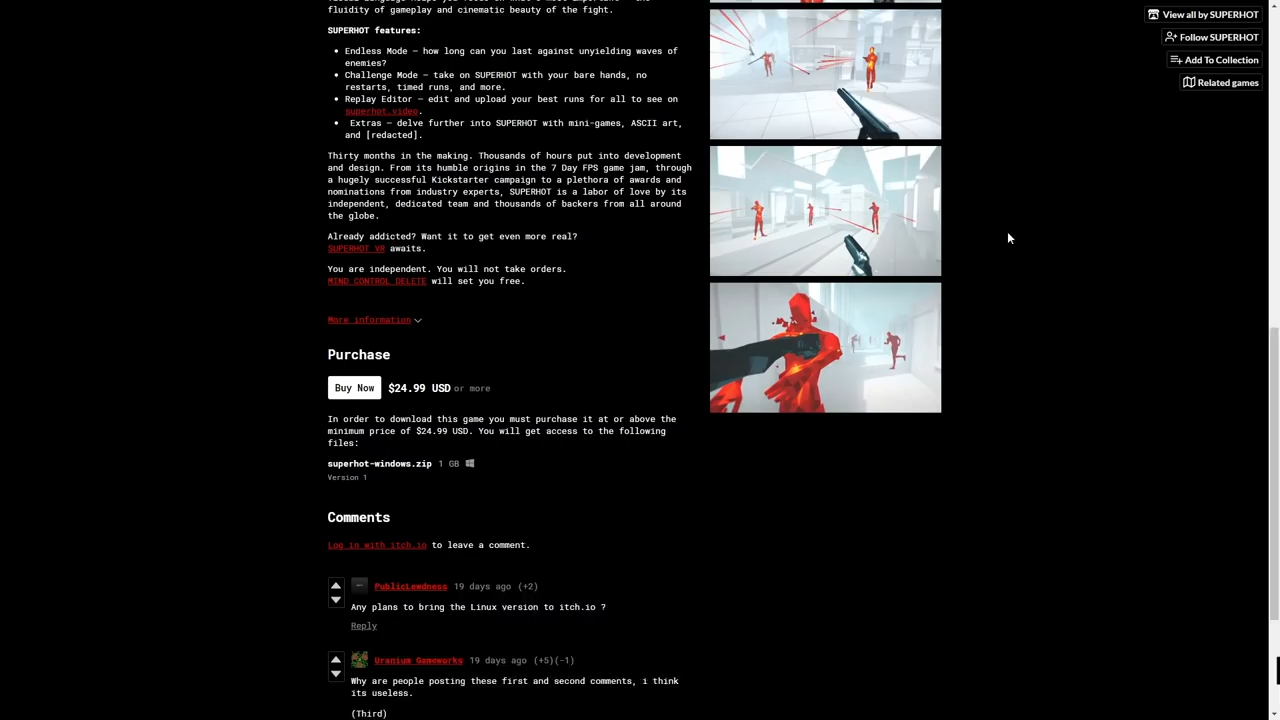 fluidity of gameplay and cinematic beauty of the fight.
SUPERHOT features:
Endless Mode – how long can you last against unyielding waves of
enemies?
Challenge Mode – take on SUPERHOT with your bare hands, no
restarts, timed runs, and more.
Replay Editor – edit and upload your best runs for all to see on
superhot.video.
Extras – delve further into SUPERHOT with mini-games, ASCII art,
and [redacted].
Thirty months in the making. Thousands of hours put into development
and design. From its humble origins in the 7 Day FPS game jam, through
a hugely successful Kickstarter campaign to a plethora of awards and
nominations from industry experts, SUPERHOT is a labor of love by its
independent, dedicated team and thousands of backers from all around
the globe.
Already addicted? Want it to get even more real?
SUPERHOT VR awaits.
You are independent. You will not take orders.
MIND CONTROL DELETE will set you free.
More information
Purchase
Buy Now $24.99 USD or more
In order to download this game you must purchase it at or above the
minimum price of $24.99 USD. You will get access to the following
files:
superhot-windows.zip 1 GB
Version 1
Comments
Log in with itch.io to leave a comment.
PublicLewdness 19 days ago (+2)
Any plans to bring the Linux version to itch.io ?
Reply
Uranium Gameworks 19 days ago (+5)(-1)
Why are people posting these first and second comments, i think
its useless.
(Third)
View all by SUPERHOT
Follow SUPERHOT
Add To Collection
Related games